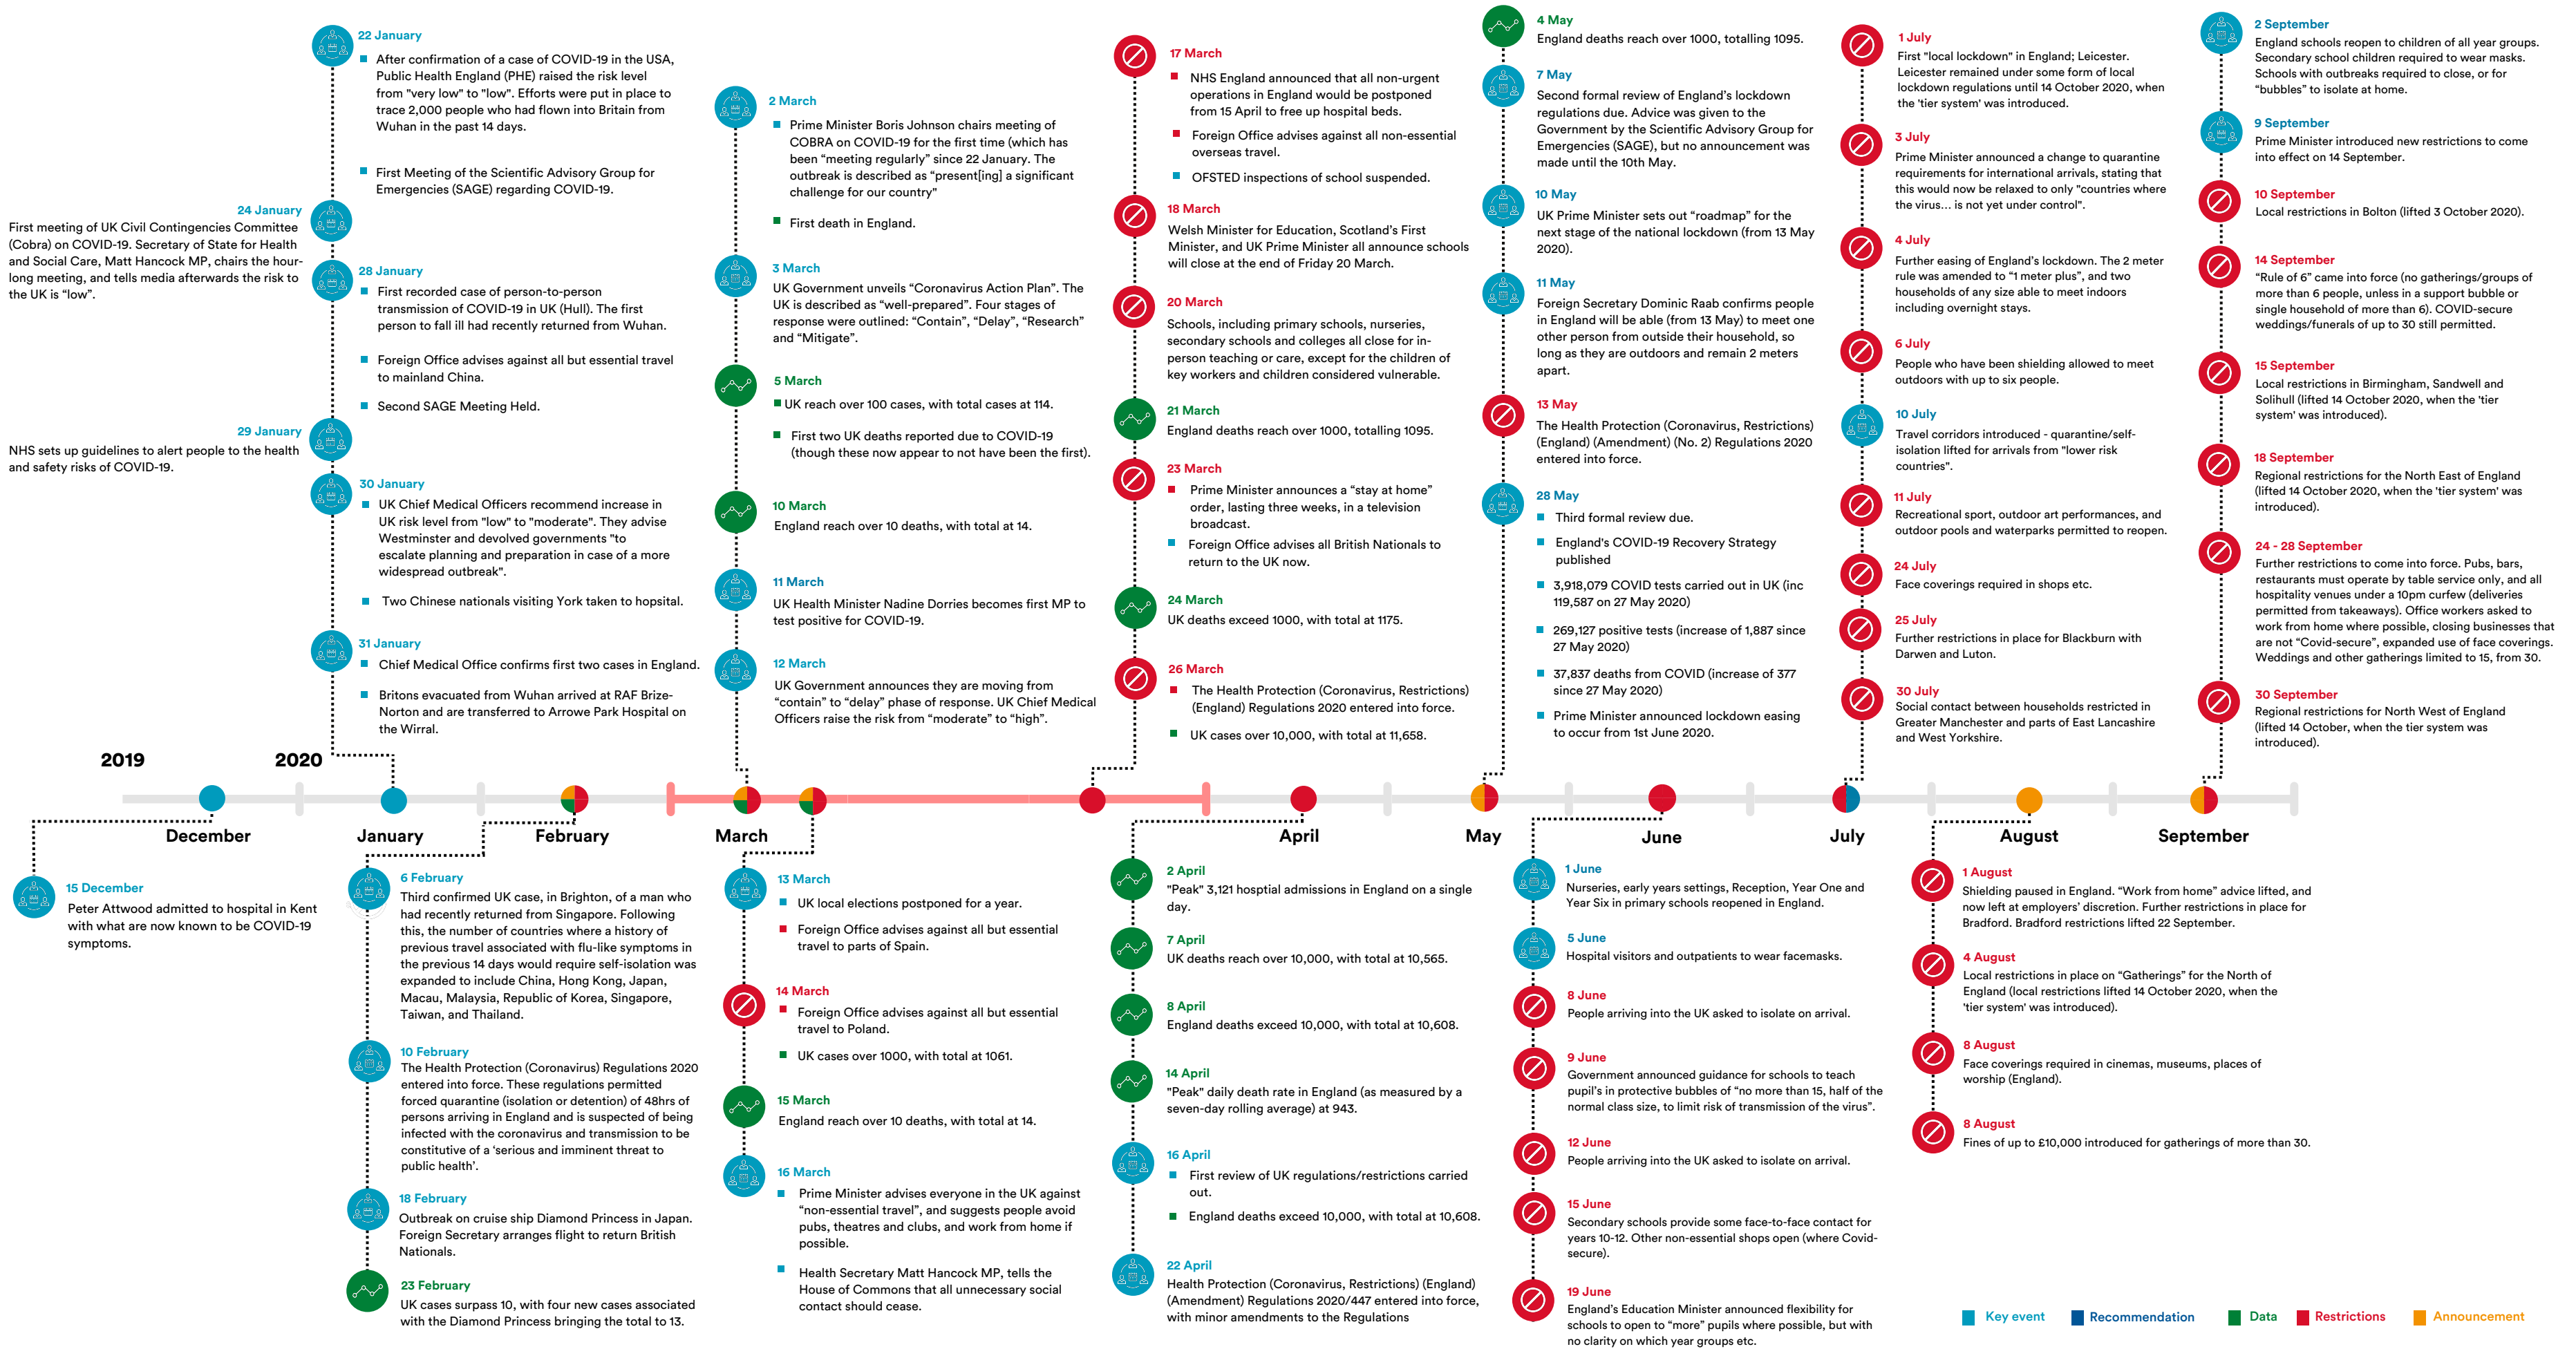 22 January
After confirmation of a case of COVID-19 in the USA,
Public Health England (PHE) raised the risk level
from "very low" to "low". Efforts were put in place to
trace 2,000 people who had flown into Britain from
Wuhan in the past 14 days.
First Meeting of the Scientific Advisory Group for
Emergencies (SAGE) regarding COVID-19.
24 January
First meeting of UK Civil Contingencies Committee
(Cobra) on COVID-19. Secretary of State for Health
and Social Care, Matt Hancock MP, chairs the hour-
long meeting, and tells media afterwards the risk to
the UK is “low”.
28 January
First recorded case of person-to-person
transmission of COVID-19 in UK (Hull). The first
person to fall ill had recently returned from Wuhan.
Foreign Office advises against all but essential travel
to mainland China.
Second SAGE Meeting Held.
29 January
NHS sets up guidelines to alert people to the health
and safety risks of COVID-19.
30 January
UK Chief Medical Officers recommend increase in
UK risk level from "low" to "moderate". They advise
Westminster and devolved governments "to
escalate planning and preparation in case of a more
widespread outbreak".
Two Chinese nationals visiting York taken to hopsital.
31 January
Chief Medical Office confirms first two cases in England.
Britons evacuated from Wuhan arrived at RAF Brize-
Norton and are transferred to Arrowe Park Hospital on
the Wirral.
2 March
Prime Minister Boris Johnson chairs meeting of
COBRA on COVID-19 for the first time (which has
been “meeting regularly” since 22 January. The
outbreak is described as “present[ing] a significant
challenge for our country"
First death in England.
3 March
UK Government unveils “Coronavirus Action Plan”. The
UK is described as “well-prepared”. Four stages of
response were outlined: “Contain”, “Delay”, “Research”
and “Mitigate”.
5 March
UK reach over 100 cases, with total cases at 114.
First two UK deaths reported due to COVID-19
(though these now appear to not have been the first).
10 March
England reach over 10 deaths, with total at 14.
11 March
UK Health Minister Nadine Dorries becomes first MP to
test positive for COVID-19.
12 March
UK Government announces they are moving from
“contain” to “delay” phase of response. UK Chief Medical
Officers raise the risk from “moderate” to “high”.
17 March
NHS England announced that all non-urgent
operations in England would be postponed
from 15 April to free up hospital beds.
Foreign Office advises against all non-essential
overseas travel.
OFSTED inspections of school suspended.
18 March
Welsh Minister for Education, Scotland’s First
Minister, and UK Prime Minister all announce schools
will close at the end of Friday 20 March.
20 March
Schools, including primary schools, nurseries,
secondary schools and colleges all close for in-
person teaching or care, except for the children of
key workers and children considered vulnerable.
21 March
England deaths reach over 1000, totalling 1095.
23 March
Prime Minister announces a “stay at home”
order, lasting three weeks, in a television
broadcast.
Foreign Office advises all British Nationals to
return to the UK now.
24 March
UK deaths exceed 1000, with total at 1175.
26 March
The Health Protection (Coronavirus, Restrictions)
(England) Regulations 2020 entered into force.
UK cases over 10,000, with total at 11,658.
4 May
England deaths reach over 1000, totalling 1095.
7 May
Second formal review of England’s lockdown
regulations due. Advice was given to the
Government by the Scientific Advisory Group for
Emergencies (SAGE), but no announcement was
made until the 10th May.
10 May
UK Prime Minister sets out “roadmap” for the
next stage of the national lockdown (from 13 May
2020).
11 May
Foreign Secretary Dominic Raab confirms people
in England will be able (from 13 May) to meet one
other person from outside their household, so
long as they are outdoors and remain 2 meters
apart.
13 May
The Health Protection (Coronavirus, Restrictions)
(England) (Amendment) (No. 2) Regulations 2020
entered into force.
28 May
Third formal review due.
England's COVID-19 Recovery Strategy
published
3,918,079 COVID tests carried out in UK (inc
119,587 on 27 May 2020)
269,127 positive tests (increase of 1,887 since
27 May 2020)
37,837 deaths from COVID (increase of 377
since 27 May 2020)
Prime Minister announced lockdown easing
to occur from 1st June 2020.
1 July
First "local lockdown" in England; Leicester.
Leicester remained under some form of local
lockdown regulations until 14 October 2020, when
the 'tier system' was introduced.
3 July
Prime Minister announced a change to quarantine
requirements for international arrivals, stating that
this would now be relaxed to only "countries where
the virus... is not yet under control".
4 July
Further easing of England’s lockdown. The 2 meter
rule was amended to “1 meter plus”, and two
households of any size able to meet indoors
including overnight stays.
6 July
People who have been shielding allowed to meet
outdoors with up to six people.
10 July
Travel corridors introduced - quarantine/self-
isolation lifted for arrivals from "lower risk
countries".
11 July
Recreational sport, outdoor art performances, and
outdoor pools and waterparks permitted to reopen.
24 July
Face coverings required in shops etc.
25 July
Further restrictions in place for Blackburn with
Darwen and Luton.
30 July
Social contact between households restricted in
Greater Manchester and parts of East Lancashire
and West Yorkshire.
2 September
England schools reopen to children of all year groups.
Secondary school children required to wear masks.
Schools with outbreaks required to close, or for
“bubbles” to isolate at home.
9 September
Prime Minister introduced new restrictions to come
into effect on 14 September.
10 September
Local restrictions in Bolton (lifted 3 October 2020).
14 September
“Rule of 6” came into force (no gatherings/groups of
more than 6 people, unless in a support bubble or
single household of more than 6). COVID-secure
weddings/funerals of up to 30 still permitted.
15 September
Local restrictions in Birmingham, Sandwell and
Solihull (lifted 14 October 2020, when the 'tier
system' was introduced).
18 September
Regional restrictions for the North East of England
(lifted 14 October 2020, when the 'tier system' was
introduced).
24 - 28 September
Further restrictions to come into force. Pubs, bars,
restaurants must operate by table service only, and all
hospitality venues under a 10pm curfew (deliveries
permitted from takeaways). Office workers asked to
work from home where possible, closing businesses that
are not “Covid-secure”, expanded use of face coverings.
Weddings and other gatherings limited to 15, from 30.
30 September
Regional restrictions for North West of England
(lifted 14 October, when the tier system was
introduced).
2019
2020
December
January
February
March
April
May
June
July
August
September
15 December
Peter Attwood admitted to hospital in Kent
with what are now known to be COVID-19
symptoms.
6 February
Third confirmed UK case, in Brighton, of a man who
had recently returned from Singapore. Following
this, the number of countries where a history of
previous travel associated with flu-like symptoms in
the previous 14 days would require self-isolation was
expanded to include China, Hong Kong, Japan,
Macau, Malaysia, Republic of Korea, Singapore,
Taiwan, and Thailand.
10 February
The Health Protection (Coronavirus) Regulations 2020
entered into force. These regulations permitted
forced quarantine (isolation or detention) of 48hrs of
persons arriving in England and is suspected of being
infected with the coronavirus and transmission to be
constitutive of a ‘serious and imminent threat to
public health’.
18 February
Outbreak on cruise ship Diamond Princess in Japan.
Foreign Secretary arranges flight to return British
Nationals.
23 February
UK cases surpass 10, with four new cases associated
with the Diamond Princess bringing the total to 13.
13 March
UK local elections postponed for a year.
Foreign Office advises against all but essential
travel to parts of Spain.
14 March
Foreign Office advises against all but essential
travel to Poland.
UK cases over 1000, with total at 1061.
15 March
England reach over 10 deaths, with total at 14.
16 March
Prime Minister advises everyone in the UK against
“non-essential travel”, and suggests people avoid
pubs, theatres and clubs, and work from home if
possible.
Health Secretary Matt Hancock MP, tells the
House of Commons that all unnecessary social
contact should cease.
2 April
"Peak" 3,121 hosptial admissions in England on a single
day.
7 April
UK deaths reach over 10,000, with total at 10,565.
8 April
England deaths exceed 10,000, with total at 10,608.
14 April
"Peak" daily death rate in England (as measured by a
seven-day rolling average) at 943.
16 April
First review of UK regulations/restrictions carried
out.
England deaths exceed 10,000, with total at 10,608.
22 April
Health Protection (Coronavirus, Restrictions) (England)
(Amendment) Regulations 2020/447 entered into force,
with minor amendments to the Regulations
1 June
Nurseries, early years settings, Reception, Year One and
Year Six in primary schools reopened in England.
5 June
Hospital visitors and outpatients to wear facemasks.
8 June
People arriving into the UK asked to isolate on arrival.
9 June
Government announced guidance for schools to teach
pupil's in protective bubbles of “no more than 15, half of the
normal class size, to limit risk of transmission of the virus”.
12 June
People arriving into the UK asked to isolate on arrival.
15 June
Secondary schools provide some face-to-face contact for
years 10-12. Other non-essential shops open (where Covid-
secure).
19 June
England’s Education Minister announced flexibility for
schools to open to “more” pupils where possible, but with
no clarity on which year groups etc.
1 August
Shielding paused in England. “Work from home” advice lifted, and
now left at employers’ discretion. Further restrictions in place for
Bradford. Bradford restrictions lifted 22 September.
4 August
Local restrictions in place on “Gatherings” for the North of
England (local restrictions lifted 14 October 2020, when the
'tier system' was introduced).
8 August
Face coverings required in cinemas, museums, places of
worship (England).
8 August
Fines of up to £10,000 introduced for gatherings of more than 30.
Key event
Recommendation
Data
Restrictions
Announcement